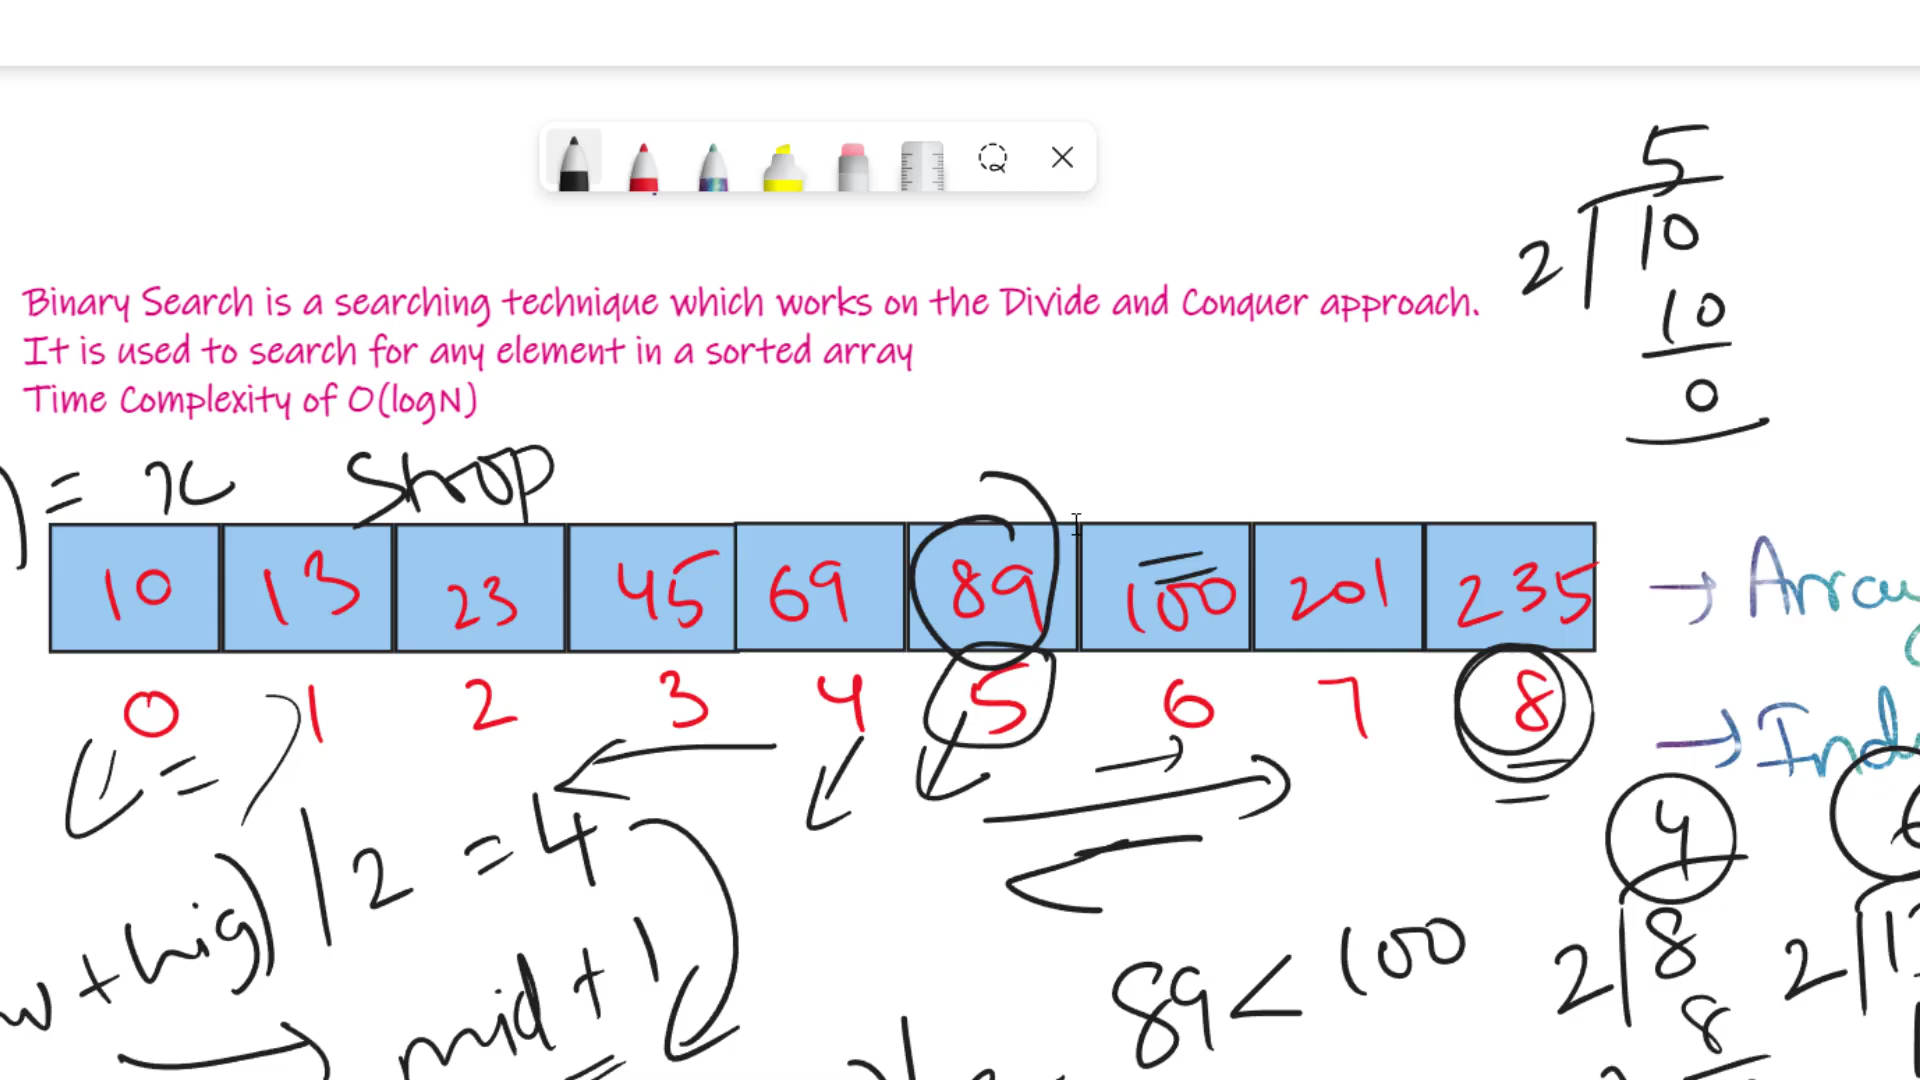 5
2 10
10
0
Binary Search is a searching technique which works on the Divide and Conquer approach.
It is used to search for any element in a sorted array
Time Complexity of O(logN)
) = x
10 13 23 45 69 89 100 201 235
0 1 2 3 4 5 6 7 8
/ 2 = 4
4
mid + 1
89 < 100
2 8
8
2